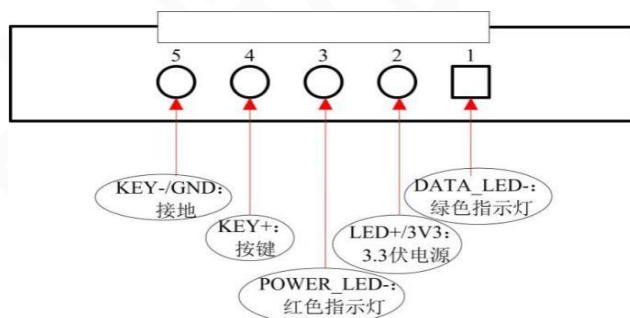 5 4 3 2 1
KEY-/GND:
接地
KEY+:
按键
POWER_LED-:
红色指示灯
LED+/3V3:
3.3伏电源
DATA_LED-:
绿色指示灯